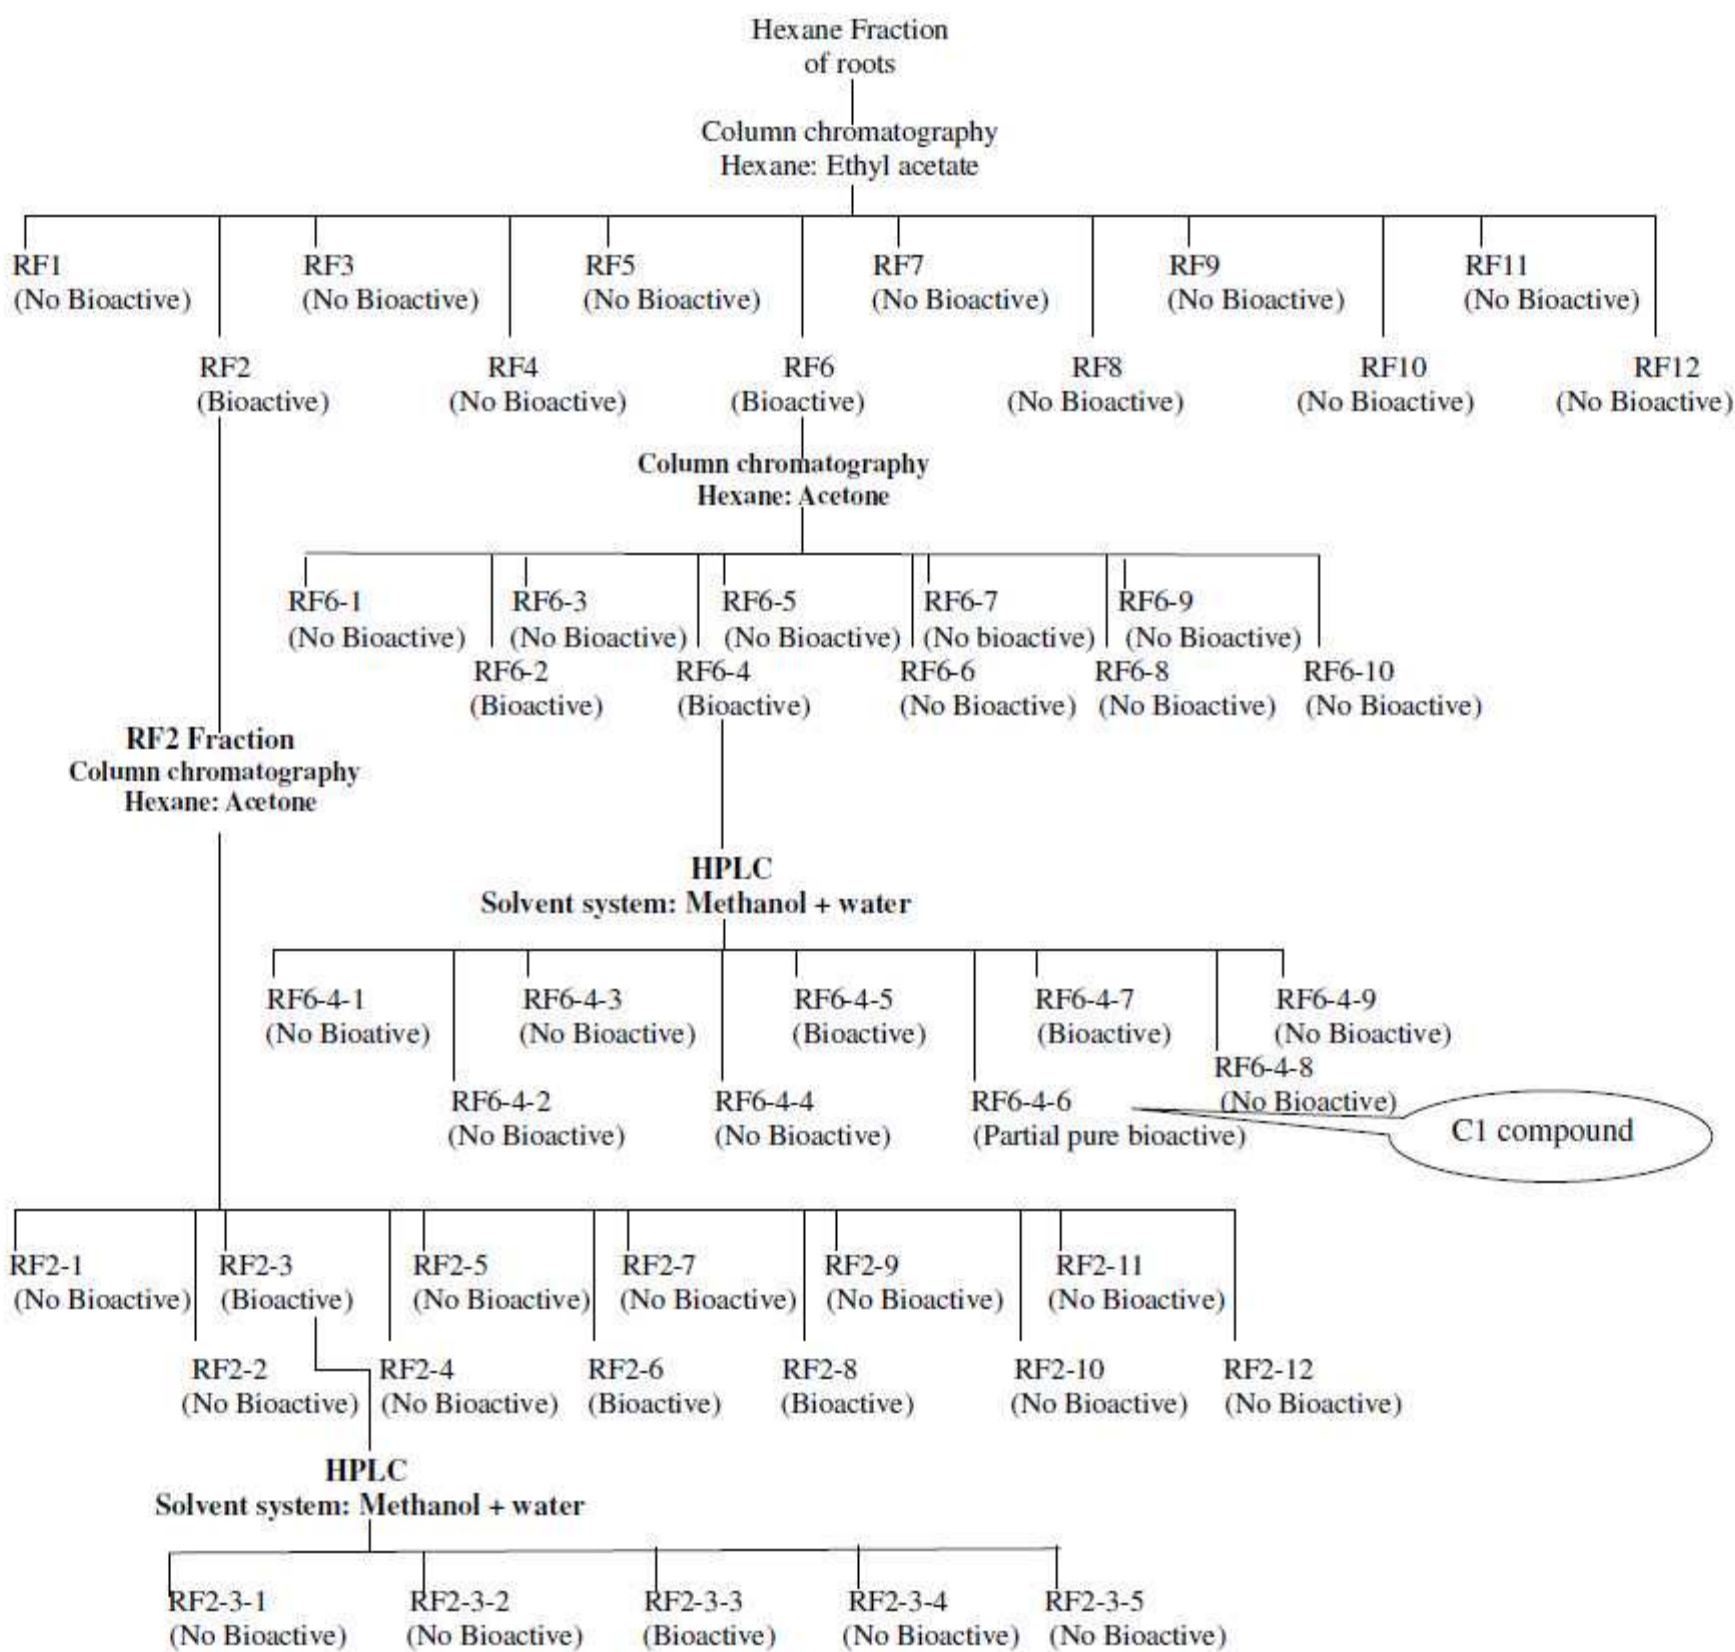 Hexane Fraction
of roots
Column chromatography
Hexane: Ethyl acetate
RF1
(No Bioactive)
RF3
(No Bioactive)
RF5
(No Bioactive)
RF7
(No Bioactive)
RF9
(No Bioactive)
RF11
(No Bioactive)
RF2
(Bioactive)
RF4
(No Bioactive)
RF6
(Bioactive)
RF8
(No Bioactive)
RF10
(No Bioactive)
RF12
(No Bioactive)
Column chromatography
Hexane: Acetone
RF6-1
(No Bioactive)
RF6-3
(No Bioactive)
RF6-5
(No Bioactive)
RF6-7
(No bioactive)
RF6-9
(No Bioactive)
RF6-2
(Bioactive)
RF6-4
(Bioactive)
RF6-6
(No Bioactive)
RF6-8
(No Bioactive)
RF6-10
(No Bioactive)
RF2 Fraction
Column chromatography
Hexane: Acetone
HPLC
Solvent system: Methanol + water
RF6-4-1
(No Bioative)
RF6-4-3
(No Bioactive)
RF6-4-5
(Bioactive)
RF6-4-7
(Bioactive)
RF6-4-9
(No Bioactive)
RF6-4-8
(No Bioactive)
RF6-4-2
(No Bioactive)
RF6-4-4
(No Bioactive)
RF6-4-6
(Partial pure bioactive)
C1 compound
RF2-1
(No Bioactive)
RF2-3
(Bioactive)
RF2-5
(No Bioactive)
RF2-7
(No Bioactive)
RF2-9
(No Bioactive)
RF2-11
(No Bioactive)
RF2-2
(No Bioactive)
RF2-4
(No Bioactive)
RF2-6
(Bioactive)
RF2-8
(Bioactive)
RF2-10
(No Bioactive)
RF2-12
(No Bioactive)
HPLC
Solvent system: Methanol + water
RF2-3-1
(No Bioactive)
RF2-3-2
(No Bioactive)
RF2-3-3
(Bioactive)
RF2-3-4
(No Bioactive)
RF2-3-5
(No Bioactive)